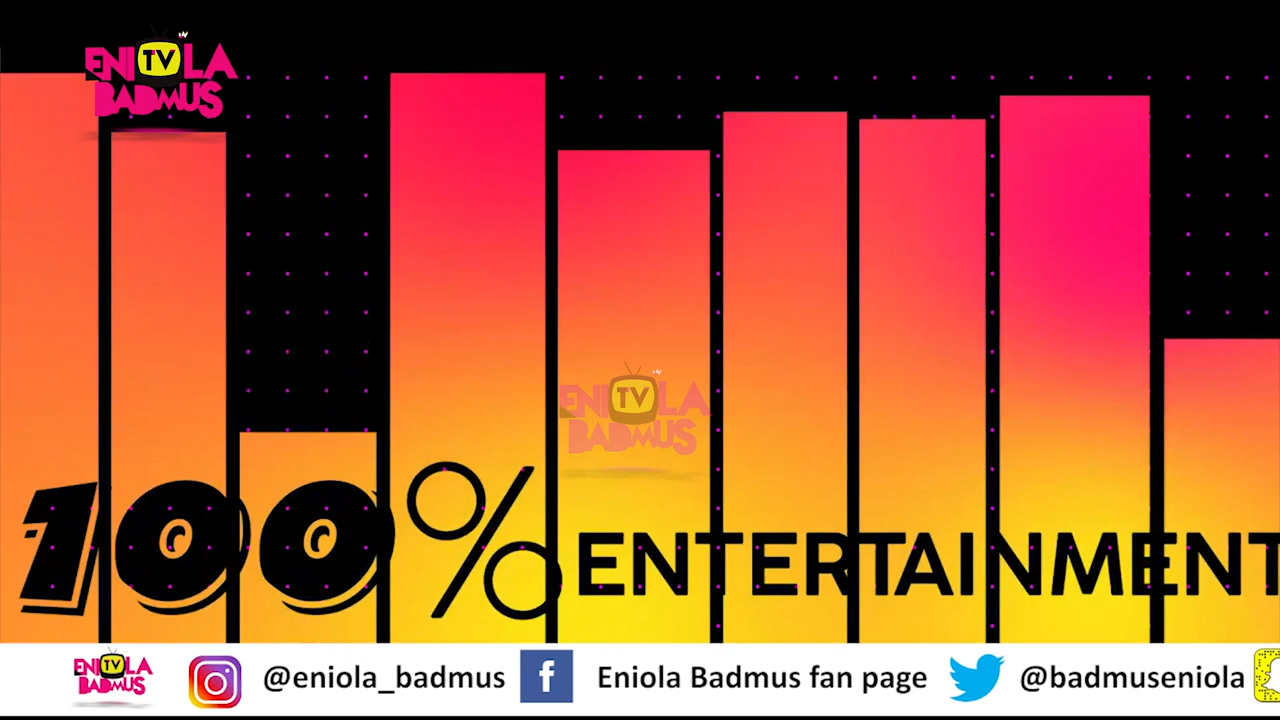 ENIOLA TV
BADMUS
ENIOLA TV
BADMUS
100% ENTERTAINMENT
ENIOLA TV
BADMUS
@eniola_badmus
Eniola Badmus fan page
@badmuseniola